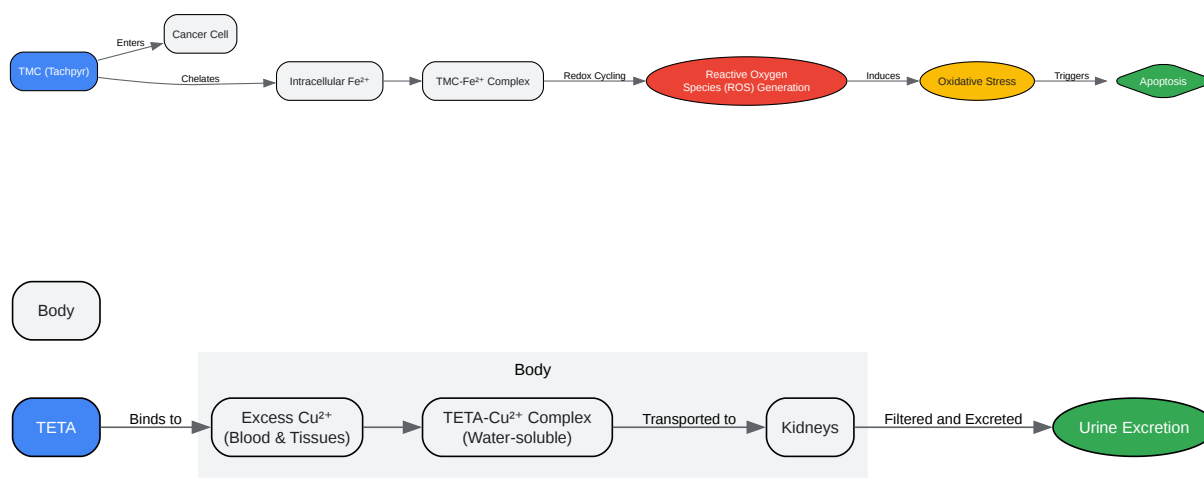 Enters
Cancer Cell
TMC (Tachpyr)
Chelates
Intracellular Fe²⁺
TMC-Fe²⁺ Complex
Redox Cycling
Reactive Oxygen
Species (ROS) Generation
Induces
Oxidative Stress
Triggers
Apoptosis
Body
Body
TETA
Binds to
Excess Cu²⁺
(Blood & Tissues)
TETA-Cu²⁺ Complex
(Water-soluble)
Transported to
Kidneys
Filtered and Excreted
Urine Excretion